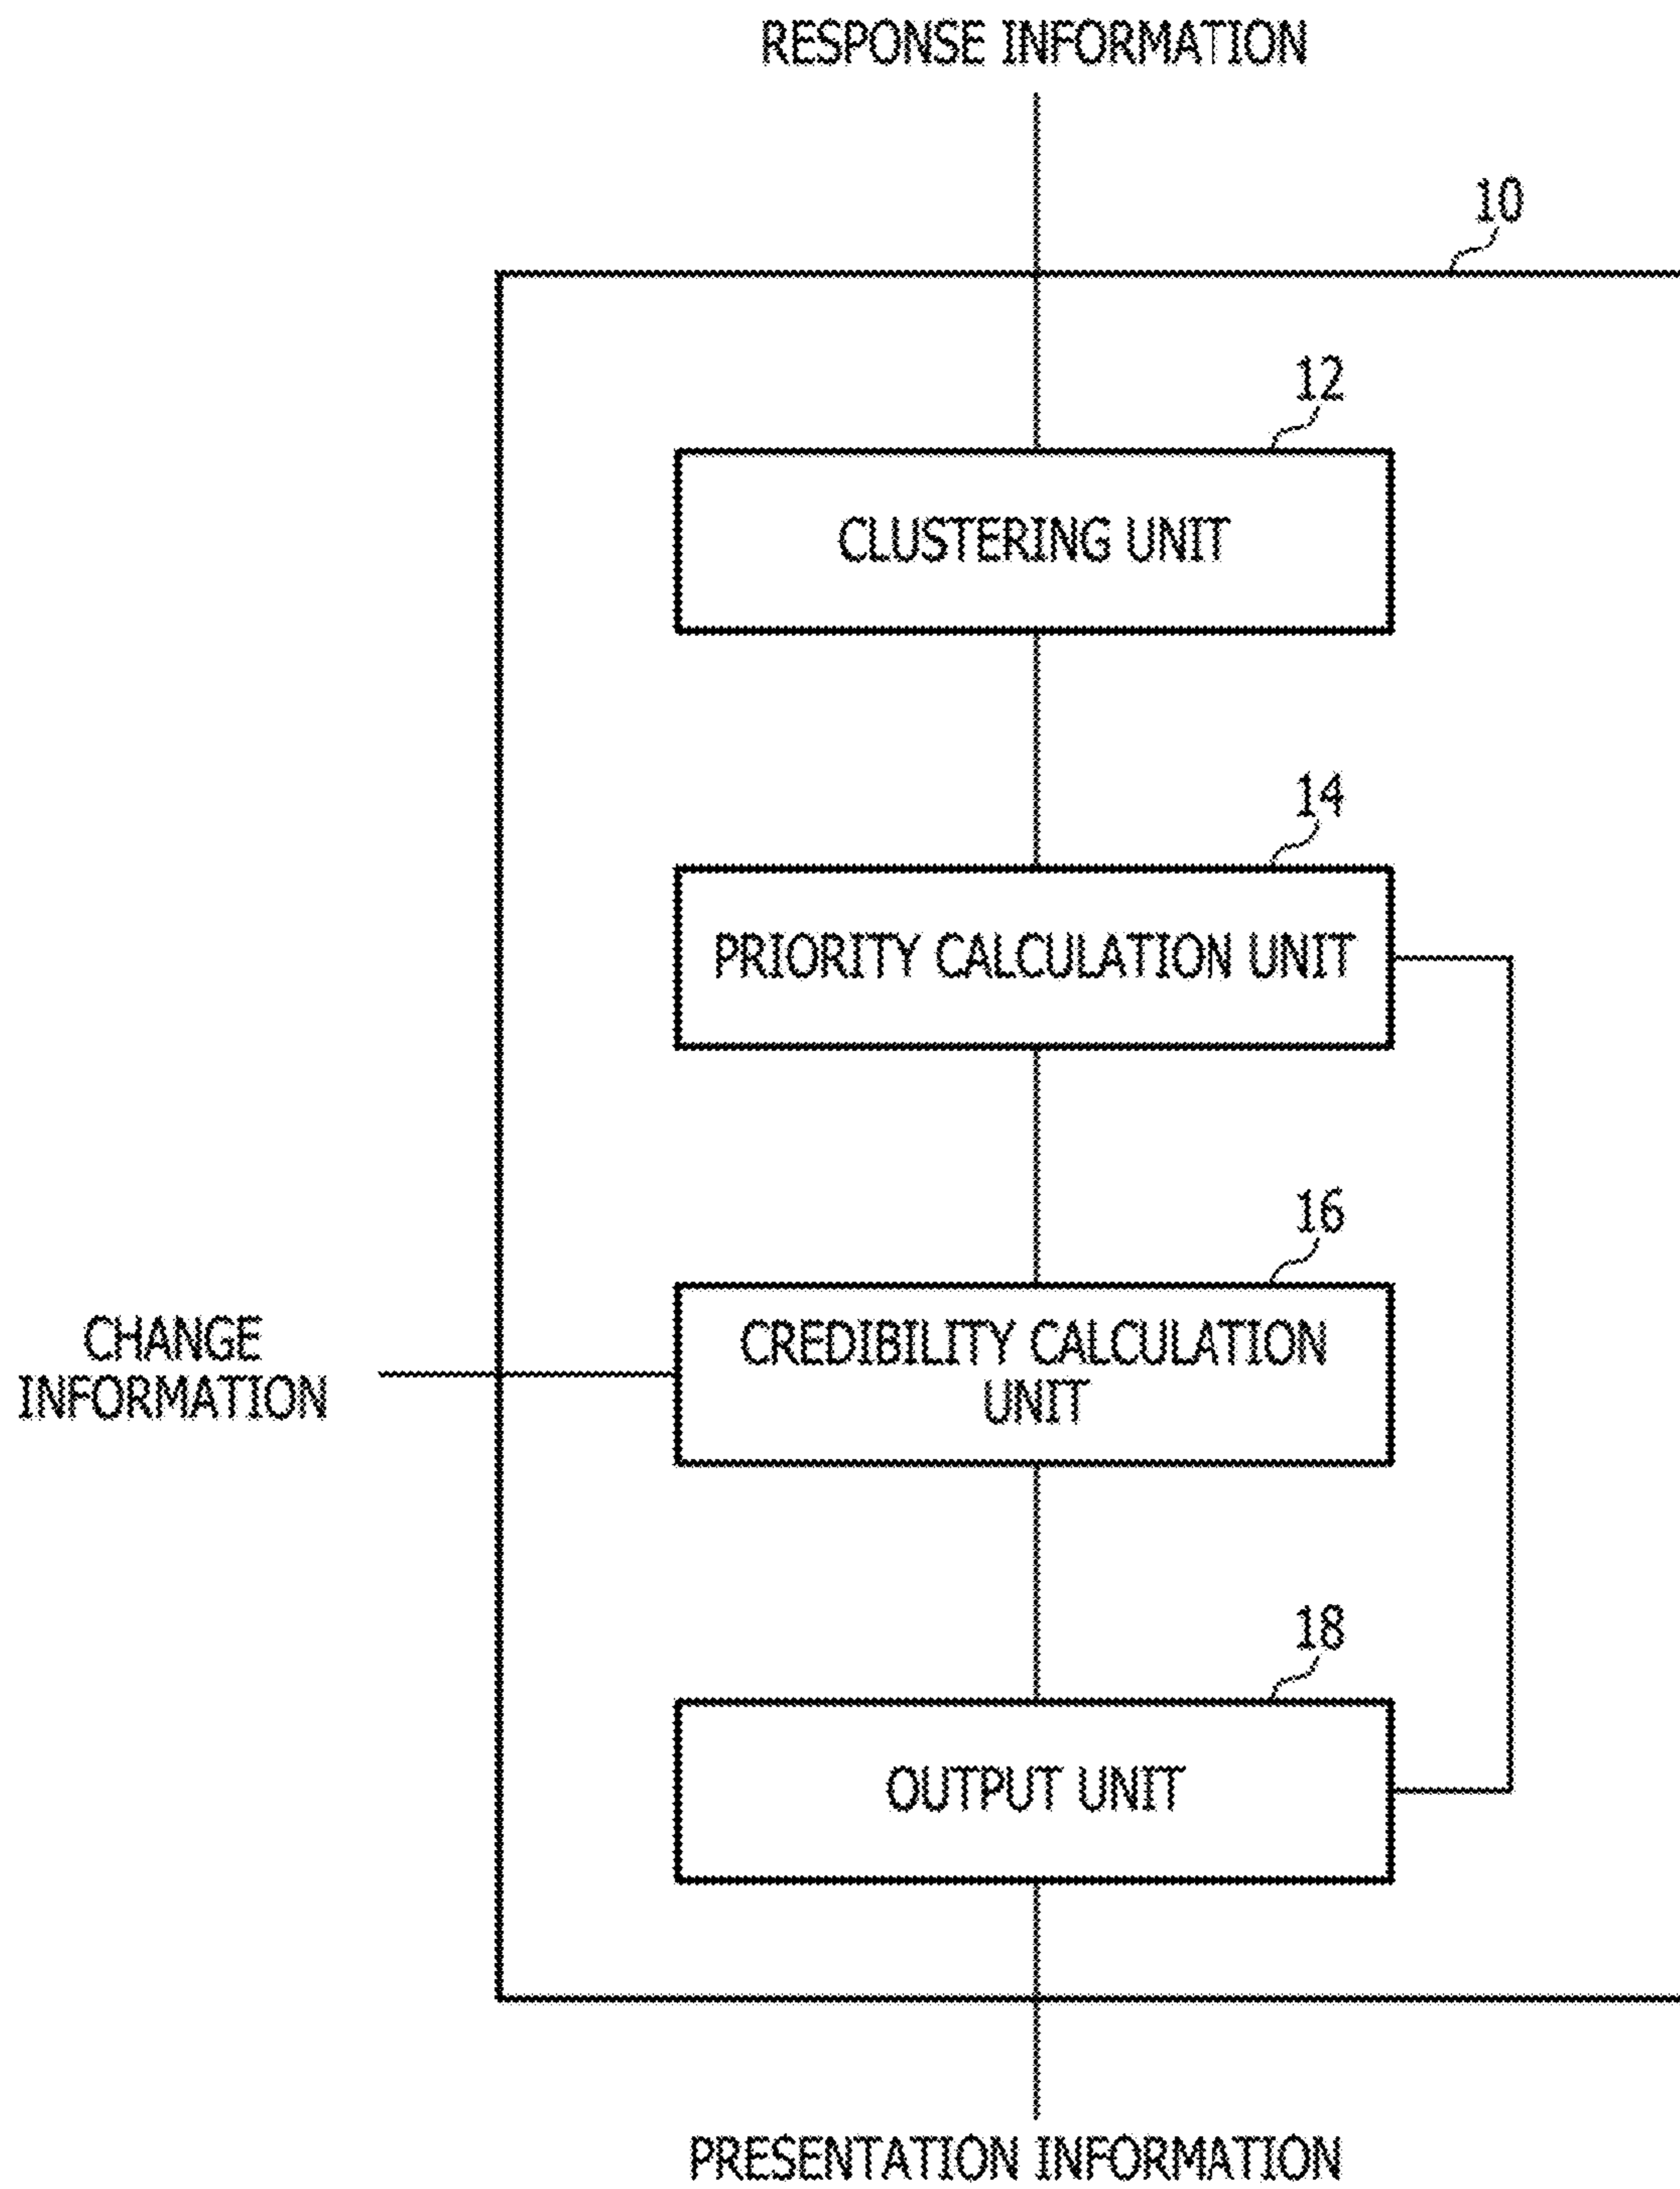 RESPONSE INFORMATION
10
12
CLUSTERING UNIT
14
PRIORITY CALCULATION UNIT
16
CREDIBILITY CALCULATION
UNIT
CHANGE
INFORMATION
18
OUTPUT UNIT
PRESENTATION INFORMATION